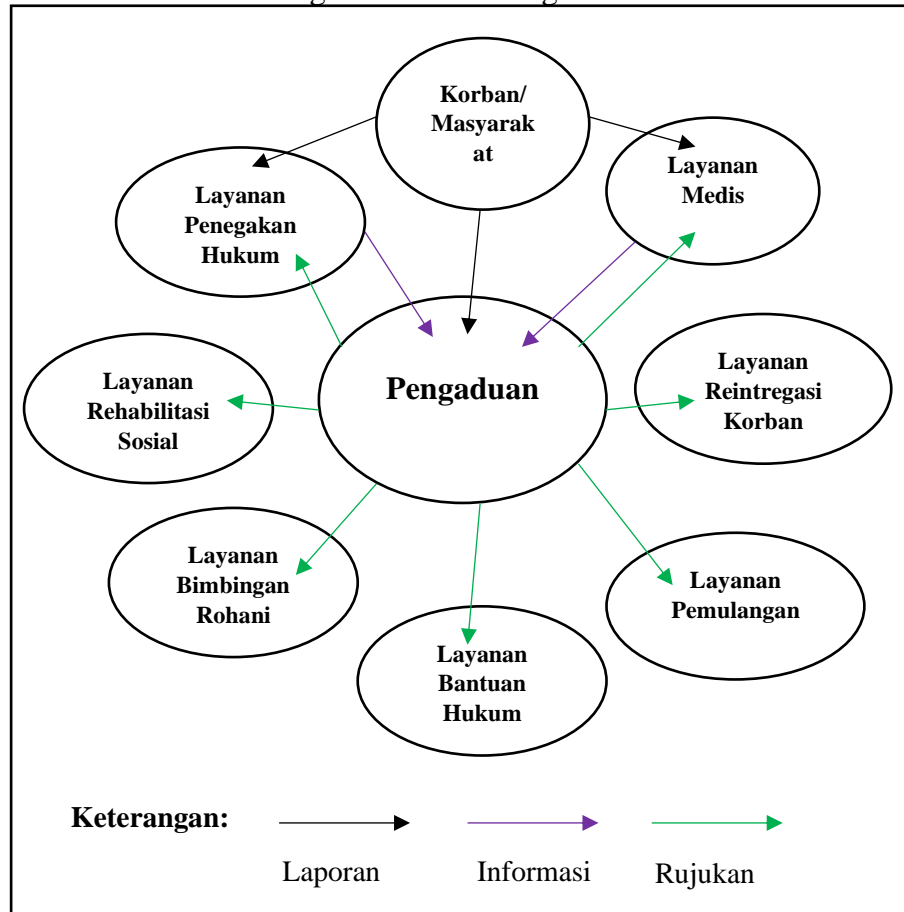 Korban/
Masyarak
at
Layanan
Penegakan
Hukum
Layanan
Medis
Pengaduan
Layanan
Rehabilitasi
Sosial
Layanan
Reintregasi
Korban
Layanan
Bimbingan
Rohani
Layanan
Pemulangan
Layanan
Bantuan
Hukum
Keterangan:
Laporan
Informasi
Rujukan